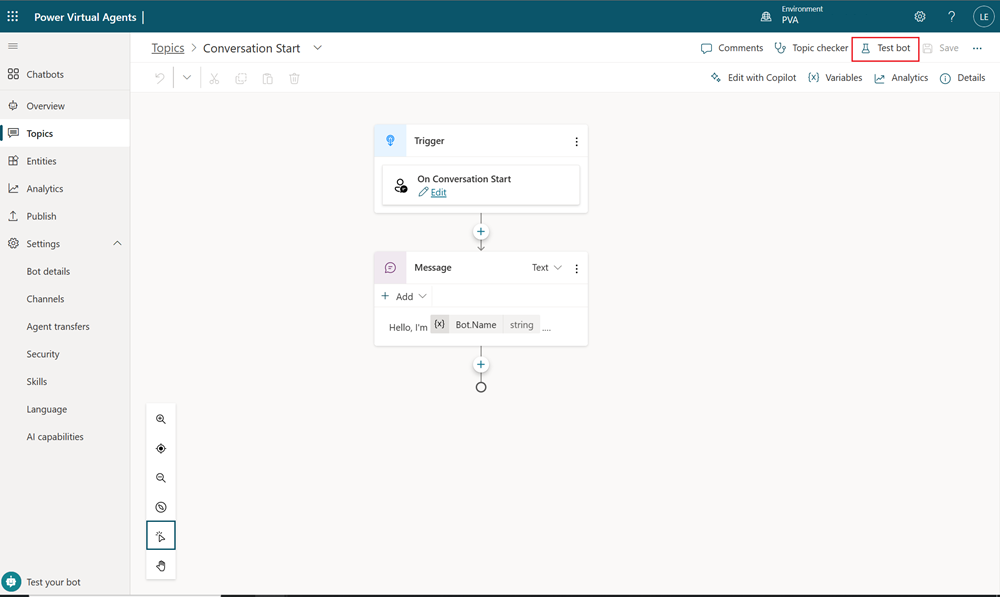 Power Virtual Agents
Environment
PVA
LE
Topics > Conversation Start
Comments
Topic checker
Test bot
Save
Edit with Copilot
{x} Variables
Analytics
Details
Chatbots
Overview
Topics
Entities
Analytics
Publish
Settings
Bot details
Channels
Agent transfers
Security
Skills
Language
AI capabilities
Test your bot
Trigger
On Conversation Start
Edit
Message
Text
+ Add
Hello, I'm {x} Bot.Name string ....